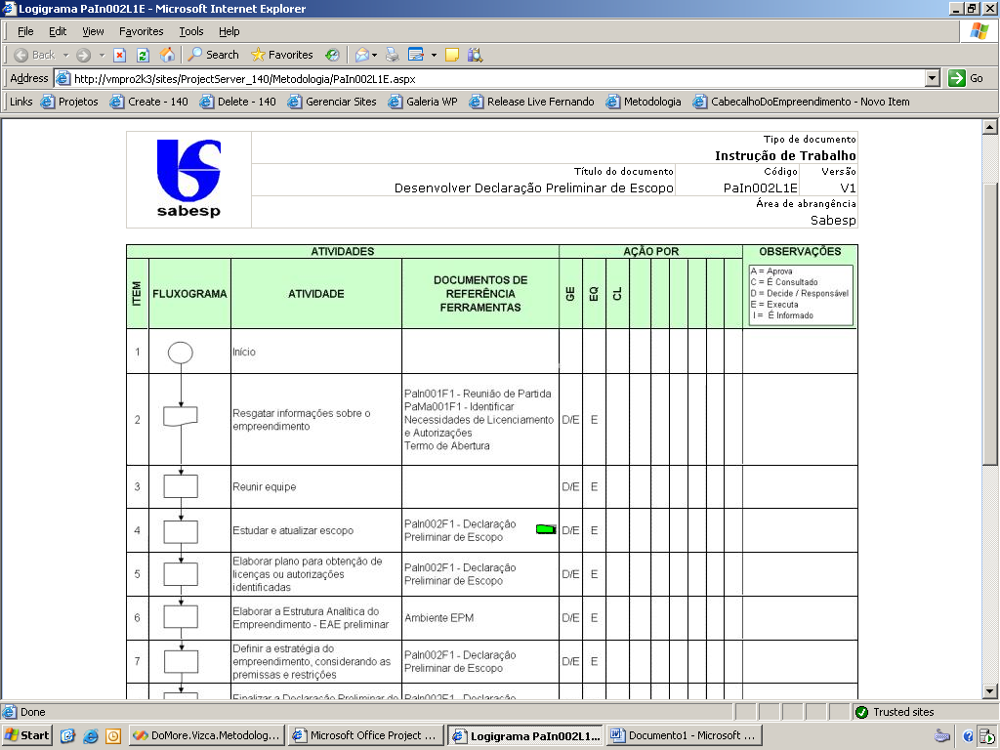 Logigrama PaIn002L1E - Microsoft Internet Explorer
File Edit View Favorites Tools Help
Back Search Favorites
Address http://vmpro2k3/sites/ProjectServer_140/Metodologia/PaIn002L1E.aspx Go
Links Projetos Create - 140 Delete - 140 Gerenciar Sites Galeria WP Release Live Fernando Metodologia CabecalhoDoEmpreendimento - Novo Item
sabesp
Tipo de documento
Instrução de Trabalho
Título do documento Código Versão
Desenvolver Declaração Preliminar de Escopo PaIn002L1E V1
Área de abrangência
Sabesp
ATIVIDADES AÇÃO POR OBSERVAÇÕES
ITEM FLUXOGRAMA ATIVIDADE
DOCUMENTOS DE
REFERÊNCIA
FERRAMENTAS
GE EQ CL
A = Aprova
C = É Consultado
D = Decide / Responsável
E = Executa
I = É Informado
1 Início
2
Resgatar informações sobre o
empreendimento
PaIn001F1 - Reunião de Partida
PaMa001F1 - Identificar
Necessidades de Licenciamento
e Autorizações
Termo de Abertura
D/E E
3 Reunir equipe D/E E
4 Estudar e atualizar escopo
PaIn002F1 - Declaração
Preliminar de Escopo
D/E E
5
Elaborar plano para obtenção de
licenças ou autorizações
identificadas
PaIn002F1 - Declaração
Preliminar de Escopo
D/E E
6
Elaborar a Estrutura Analítica do
Empreendimento - EAE preliminar
Ambiente EPM
D/E E
7
Definir a estratégia do
empreendimento, considerando as
premissas e restrições
PaIn002F1 - Declaração
Preliminar de Escopo
D/E E
Finalizar a Declaração Preliminar de PaIn002F1 - Declaração
Done Trusted sites
Start DoMore.Vizca.Metodolog... Microsoft Office Project ... Logigrama PaIn002L1... Documento1 - Microsoft ...